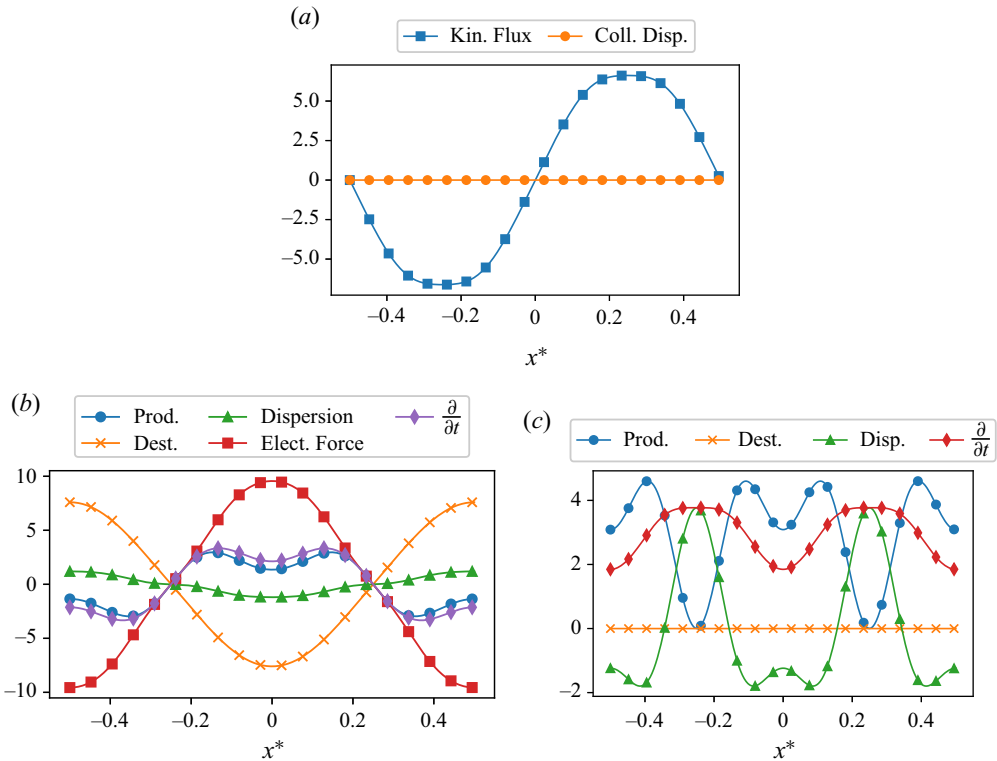 (a)
Kin. Flux Coll. Disp.
5.0
2.5
0
−2.5
−5.0
−0.4 −0.2 0 0.2 0.4
x*
(b)
Prod. Dispersion ∂/∂t
Dest. Elect. Force
10
5
0
−5
−10
−0.4 −0.2 0 0.2 0.4
x*
(c)
Prod. Dest. Disp. ∂/∂t
4
2
0
−2
−0.4 −0.2 0 0.2 0.4
x*